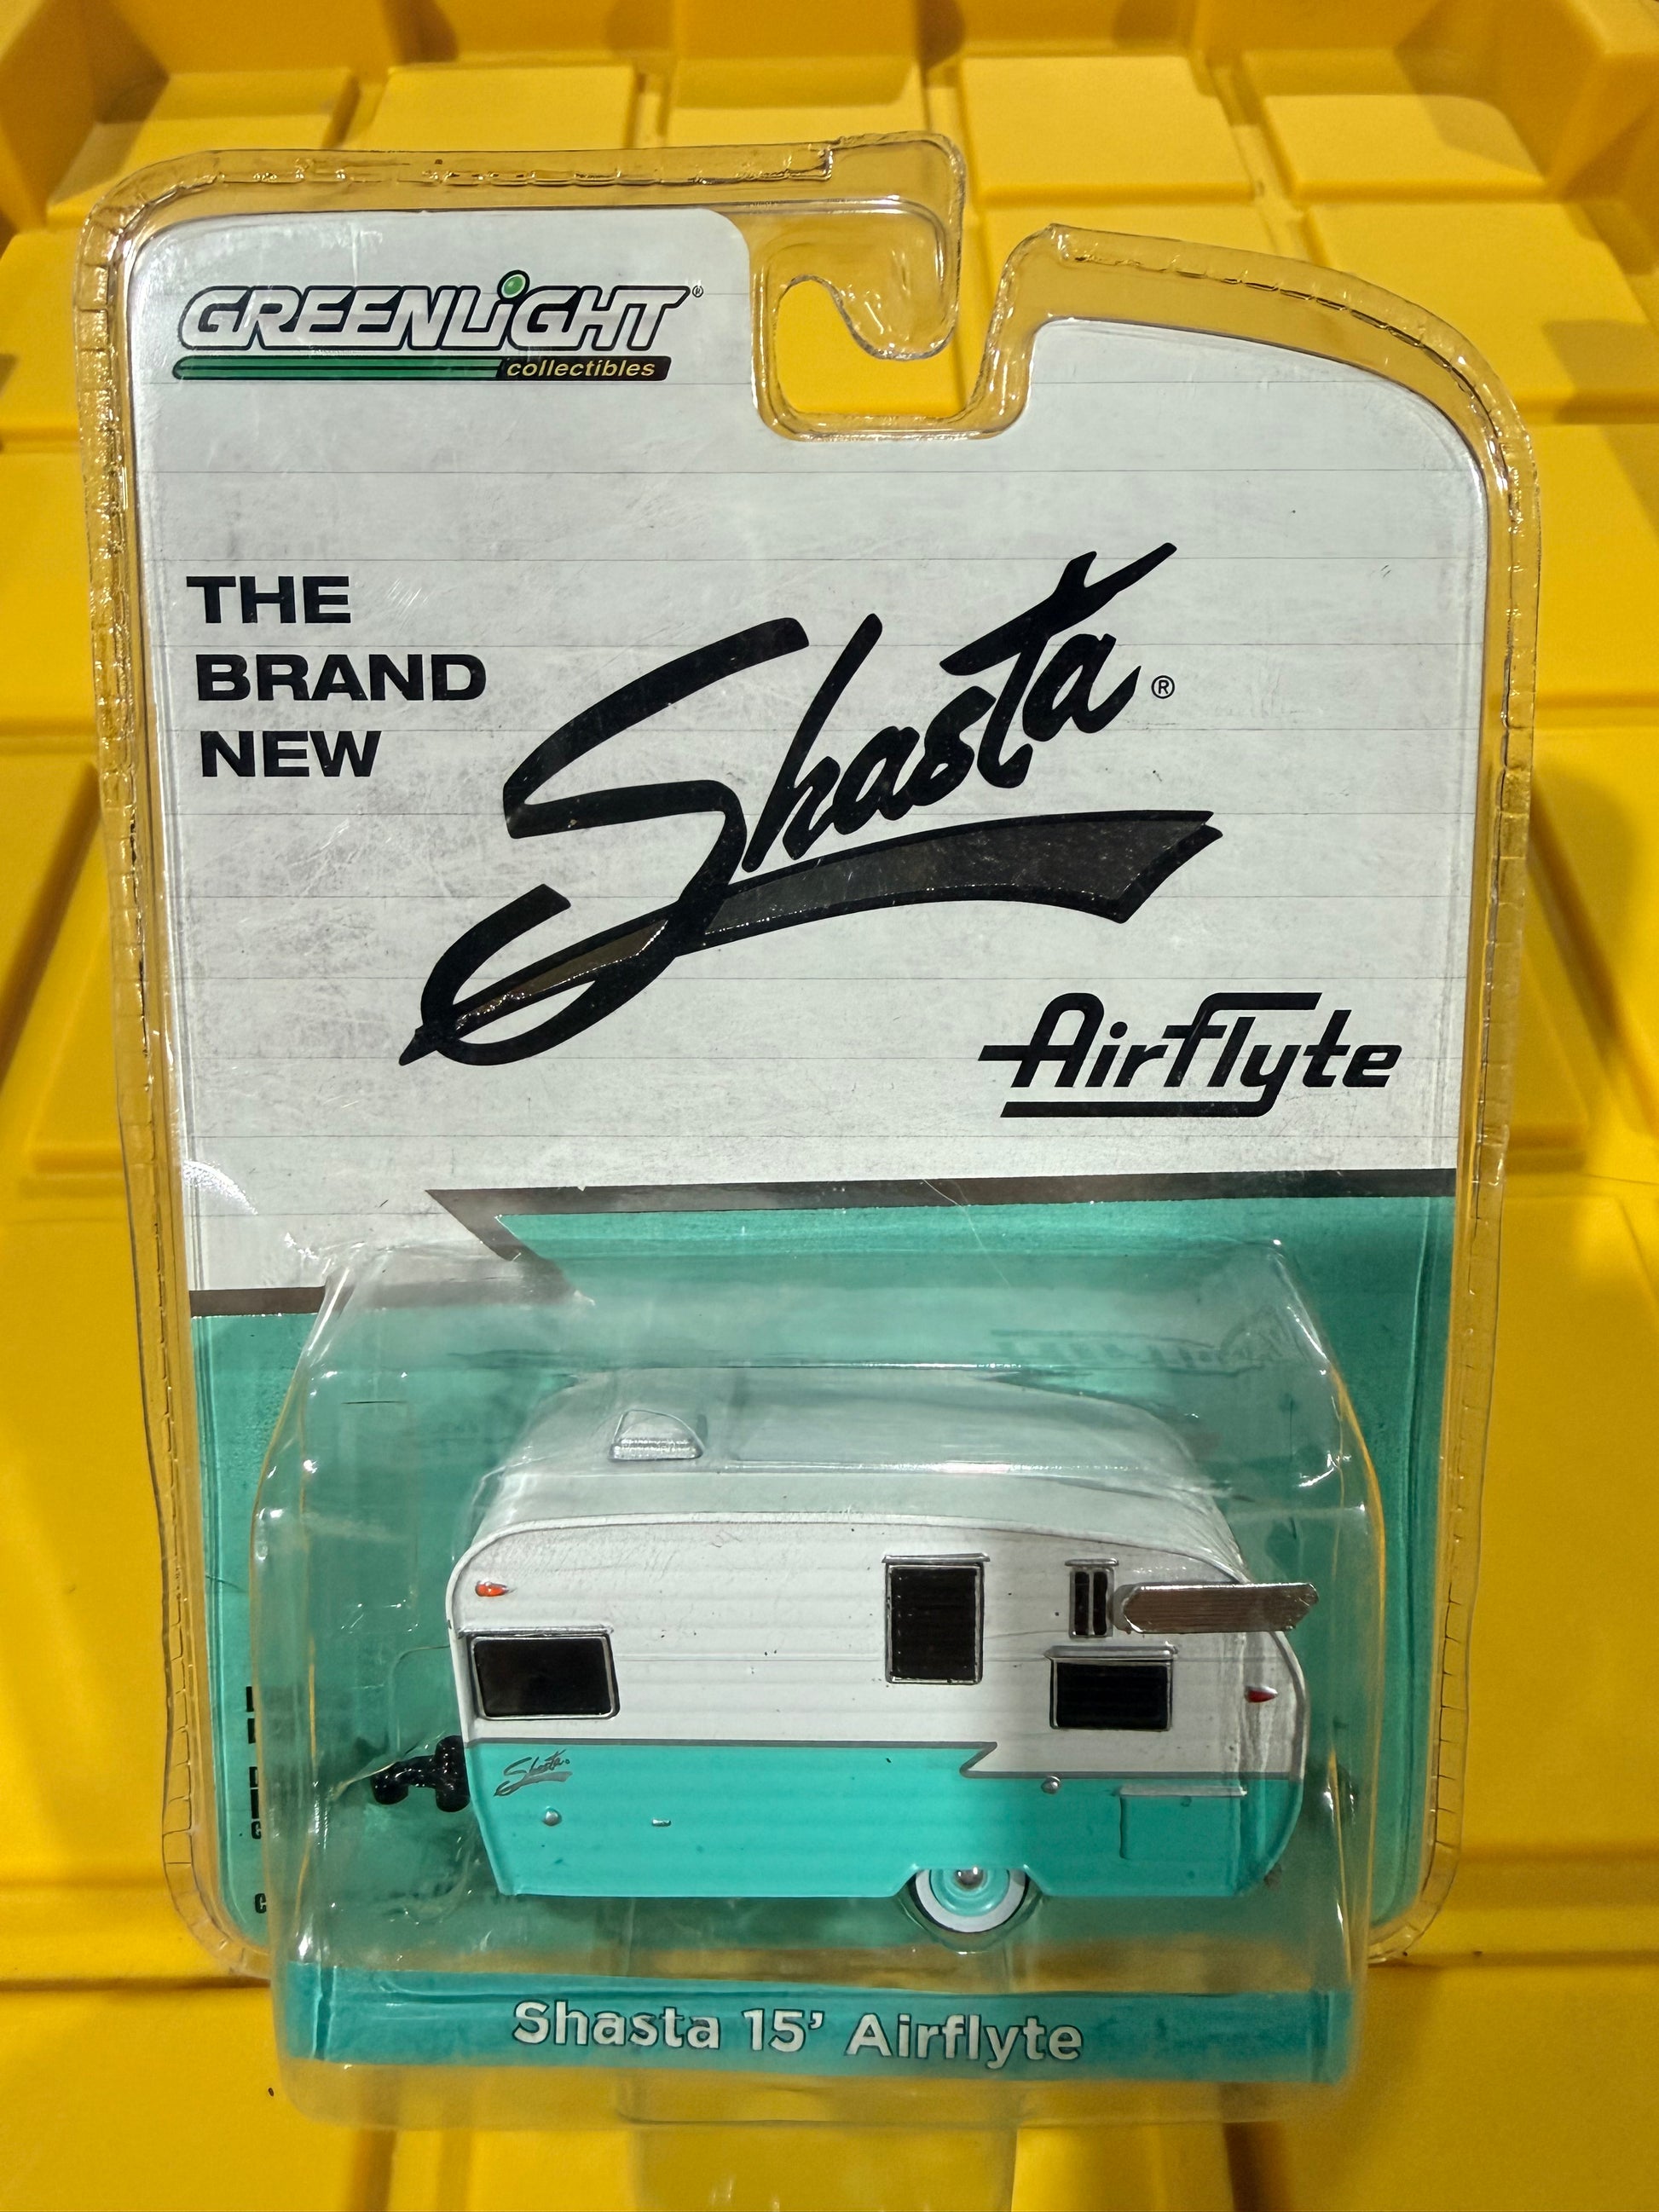 GREENLiGHT®
collectibles
THE
BRAND
NEW
Shasta®
Airflyte
Shasta
Shasta 15' Airflyte